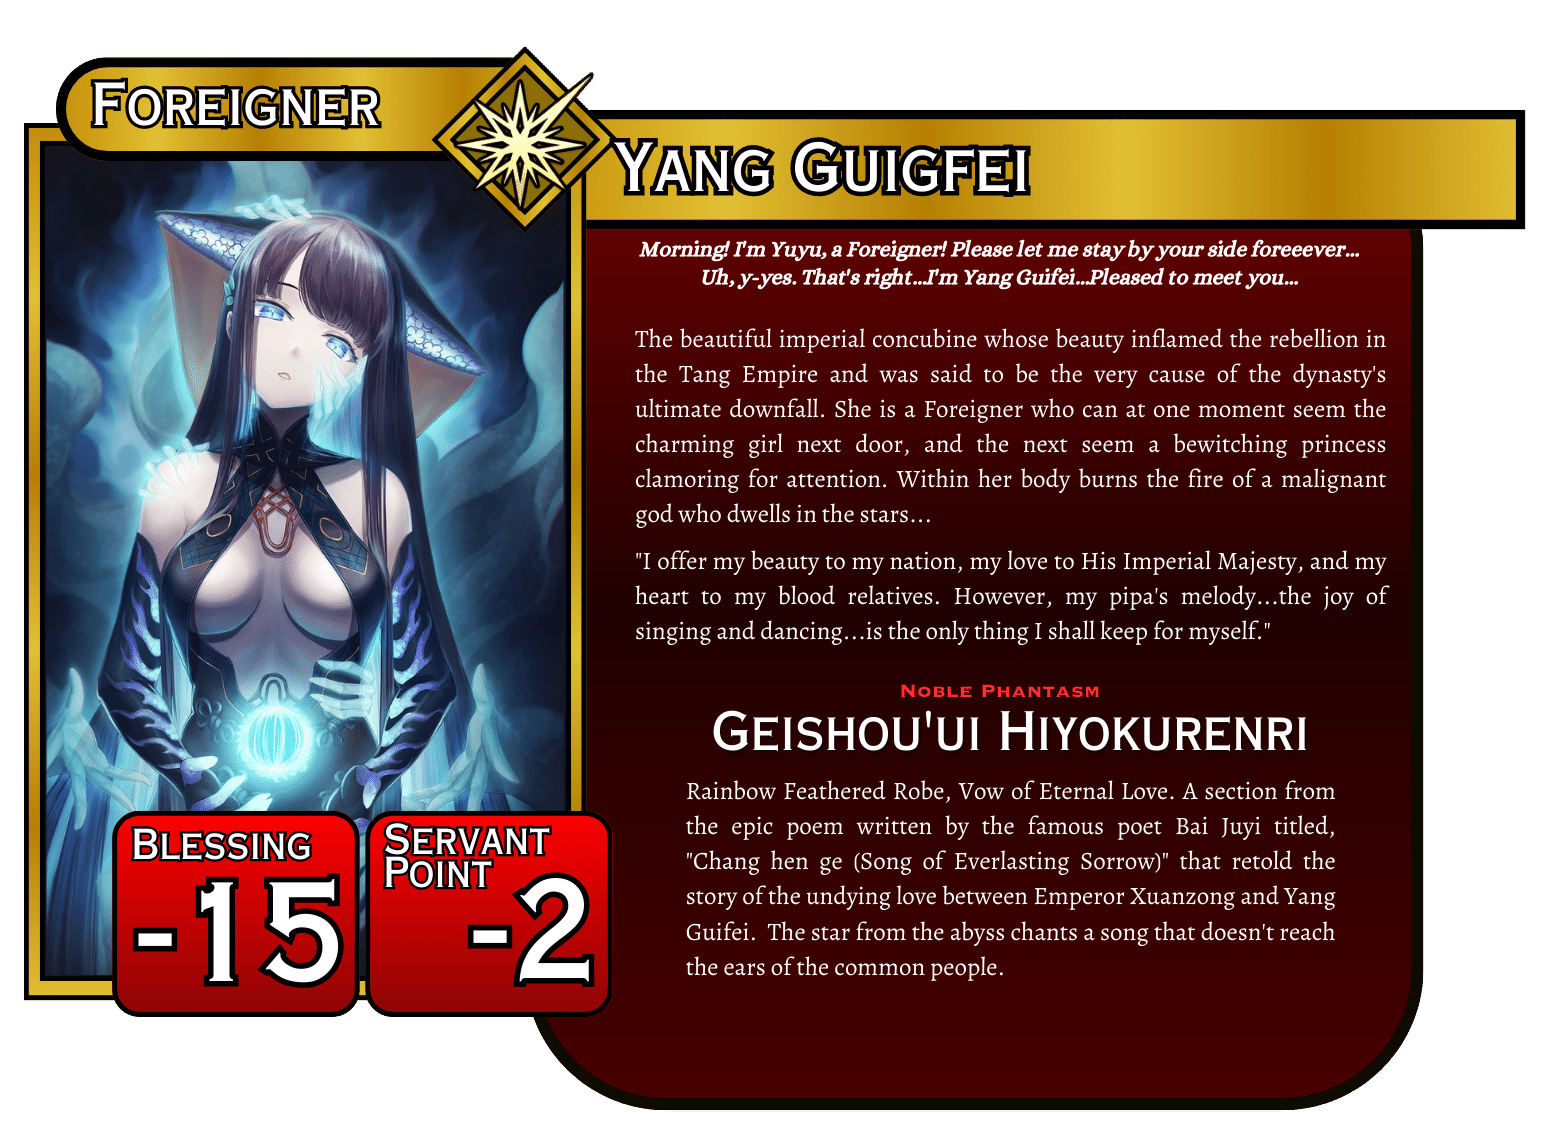 Foreigner
Yang Guigfei
Morning! I'm Yuyu, a Foreigner! Please let me stay by your side foreeever...
Uh, y-yes. That's right...I'm Yang Guifei...Pleased to meet you...
The beautiful imperial concubine whose beauty inflamed the rebellion in
the Tang Empire and was said to be the very cause of the dynasty's
ultimate downfall. She is a Foreigner who can at one moment seem the
charming girl next door, and the next seem a bewitching princess
clamoring for attention. Within her body burns the fire of a malignant
god who dwells in the stars...
"I offer my beauty to my nation, my love to His Imperial Majesty, and my
heart to my blood relatives. However, my pipa's melody...the joy of
singing and dancing...is the only thing I shall keep for myself."
Noble Phantasm
Geishou'ui Hiyokurenri
Rainbow Feathered Robe, Vow of Eternal Love. A section from
the epic poem written by the famous poet Bai Juyi titled,
"Chang hen ge (Song of Everlasting Sorrow)" that retold the
story of the undying love between Emperor Xuanzong and Yang
Guifei.  The star from the abyss chants a song that doesn't reach
the ears of the common people.
Blessing
-15
Servant
Point
-2